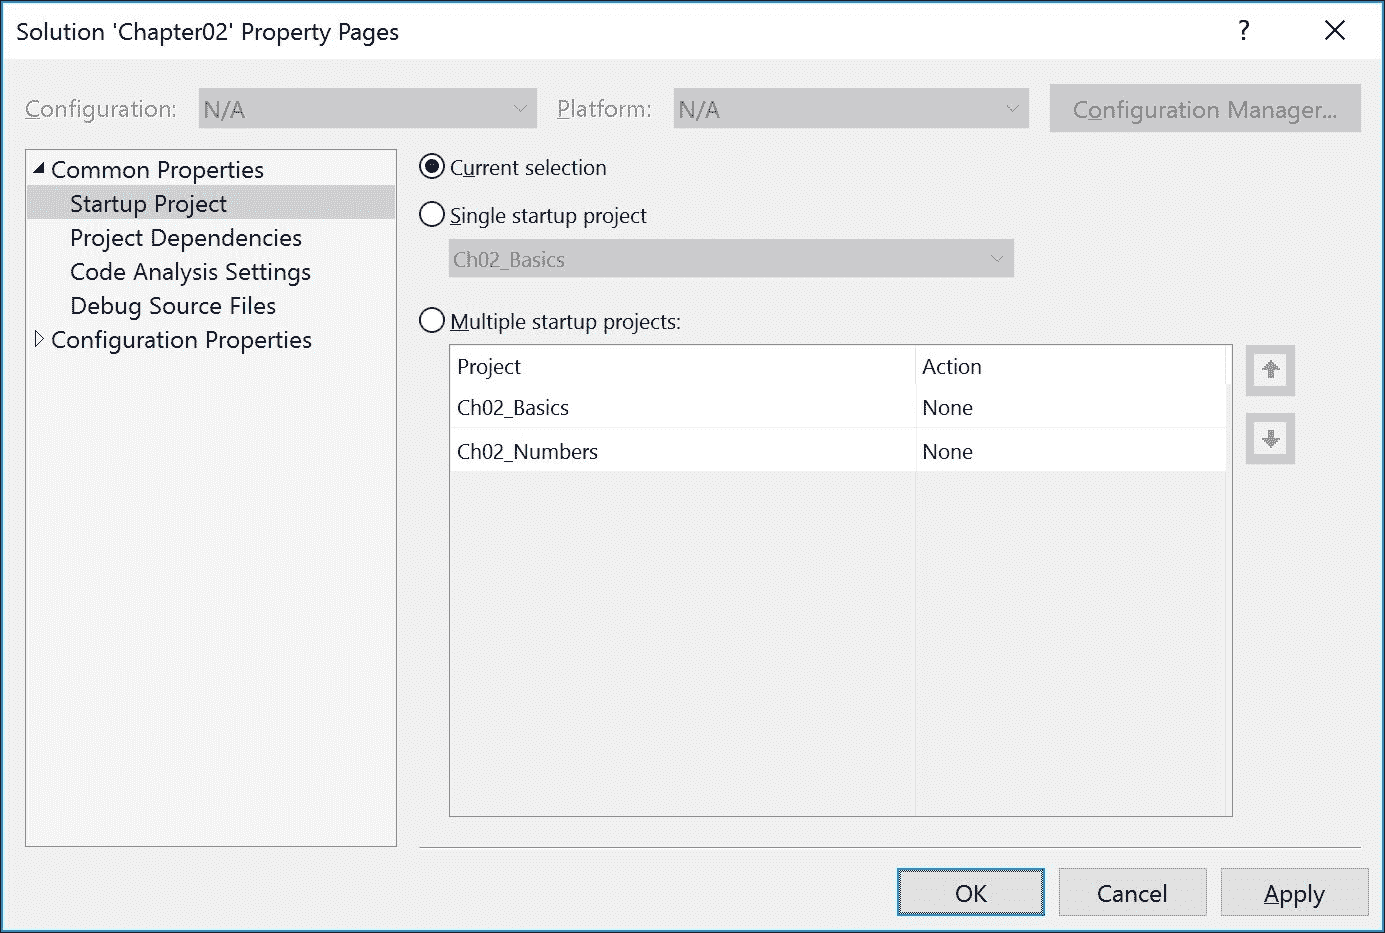 Solution 'Chapter02' Property Pages ?
Configuration: N/A Platform: N/A Configuration Manager...
Common Properties
Startup Project
Project Dependencies
Code Analysis Settings
Debug Source Files
Configuration Properties
Current selection
Single startup project
Ch02_Basics
Multiple startup projects:
Project Action
Ch02_Basics None
Ch02_Numbers None
OK Cancel Apply